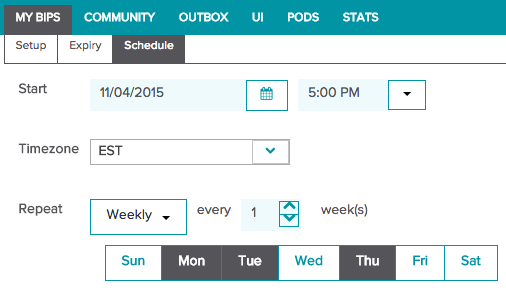 MY BIPS COMMUNITY OUTBOX UI PODS STATS
Setup Expiry Schedule
Start 11/04/2015 5:00 PM
Timezone EST
Repeat Weekly every 1 week(s)
Sun Mon Tue Wed Thu Fri Sat